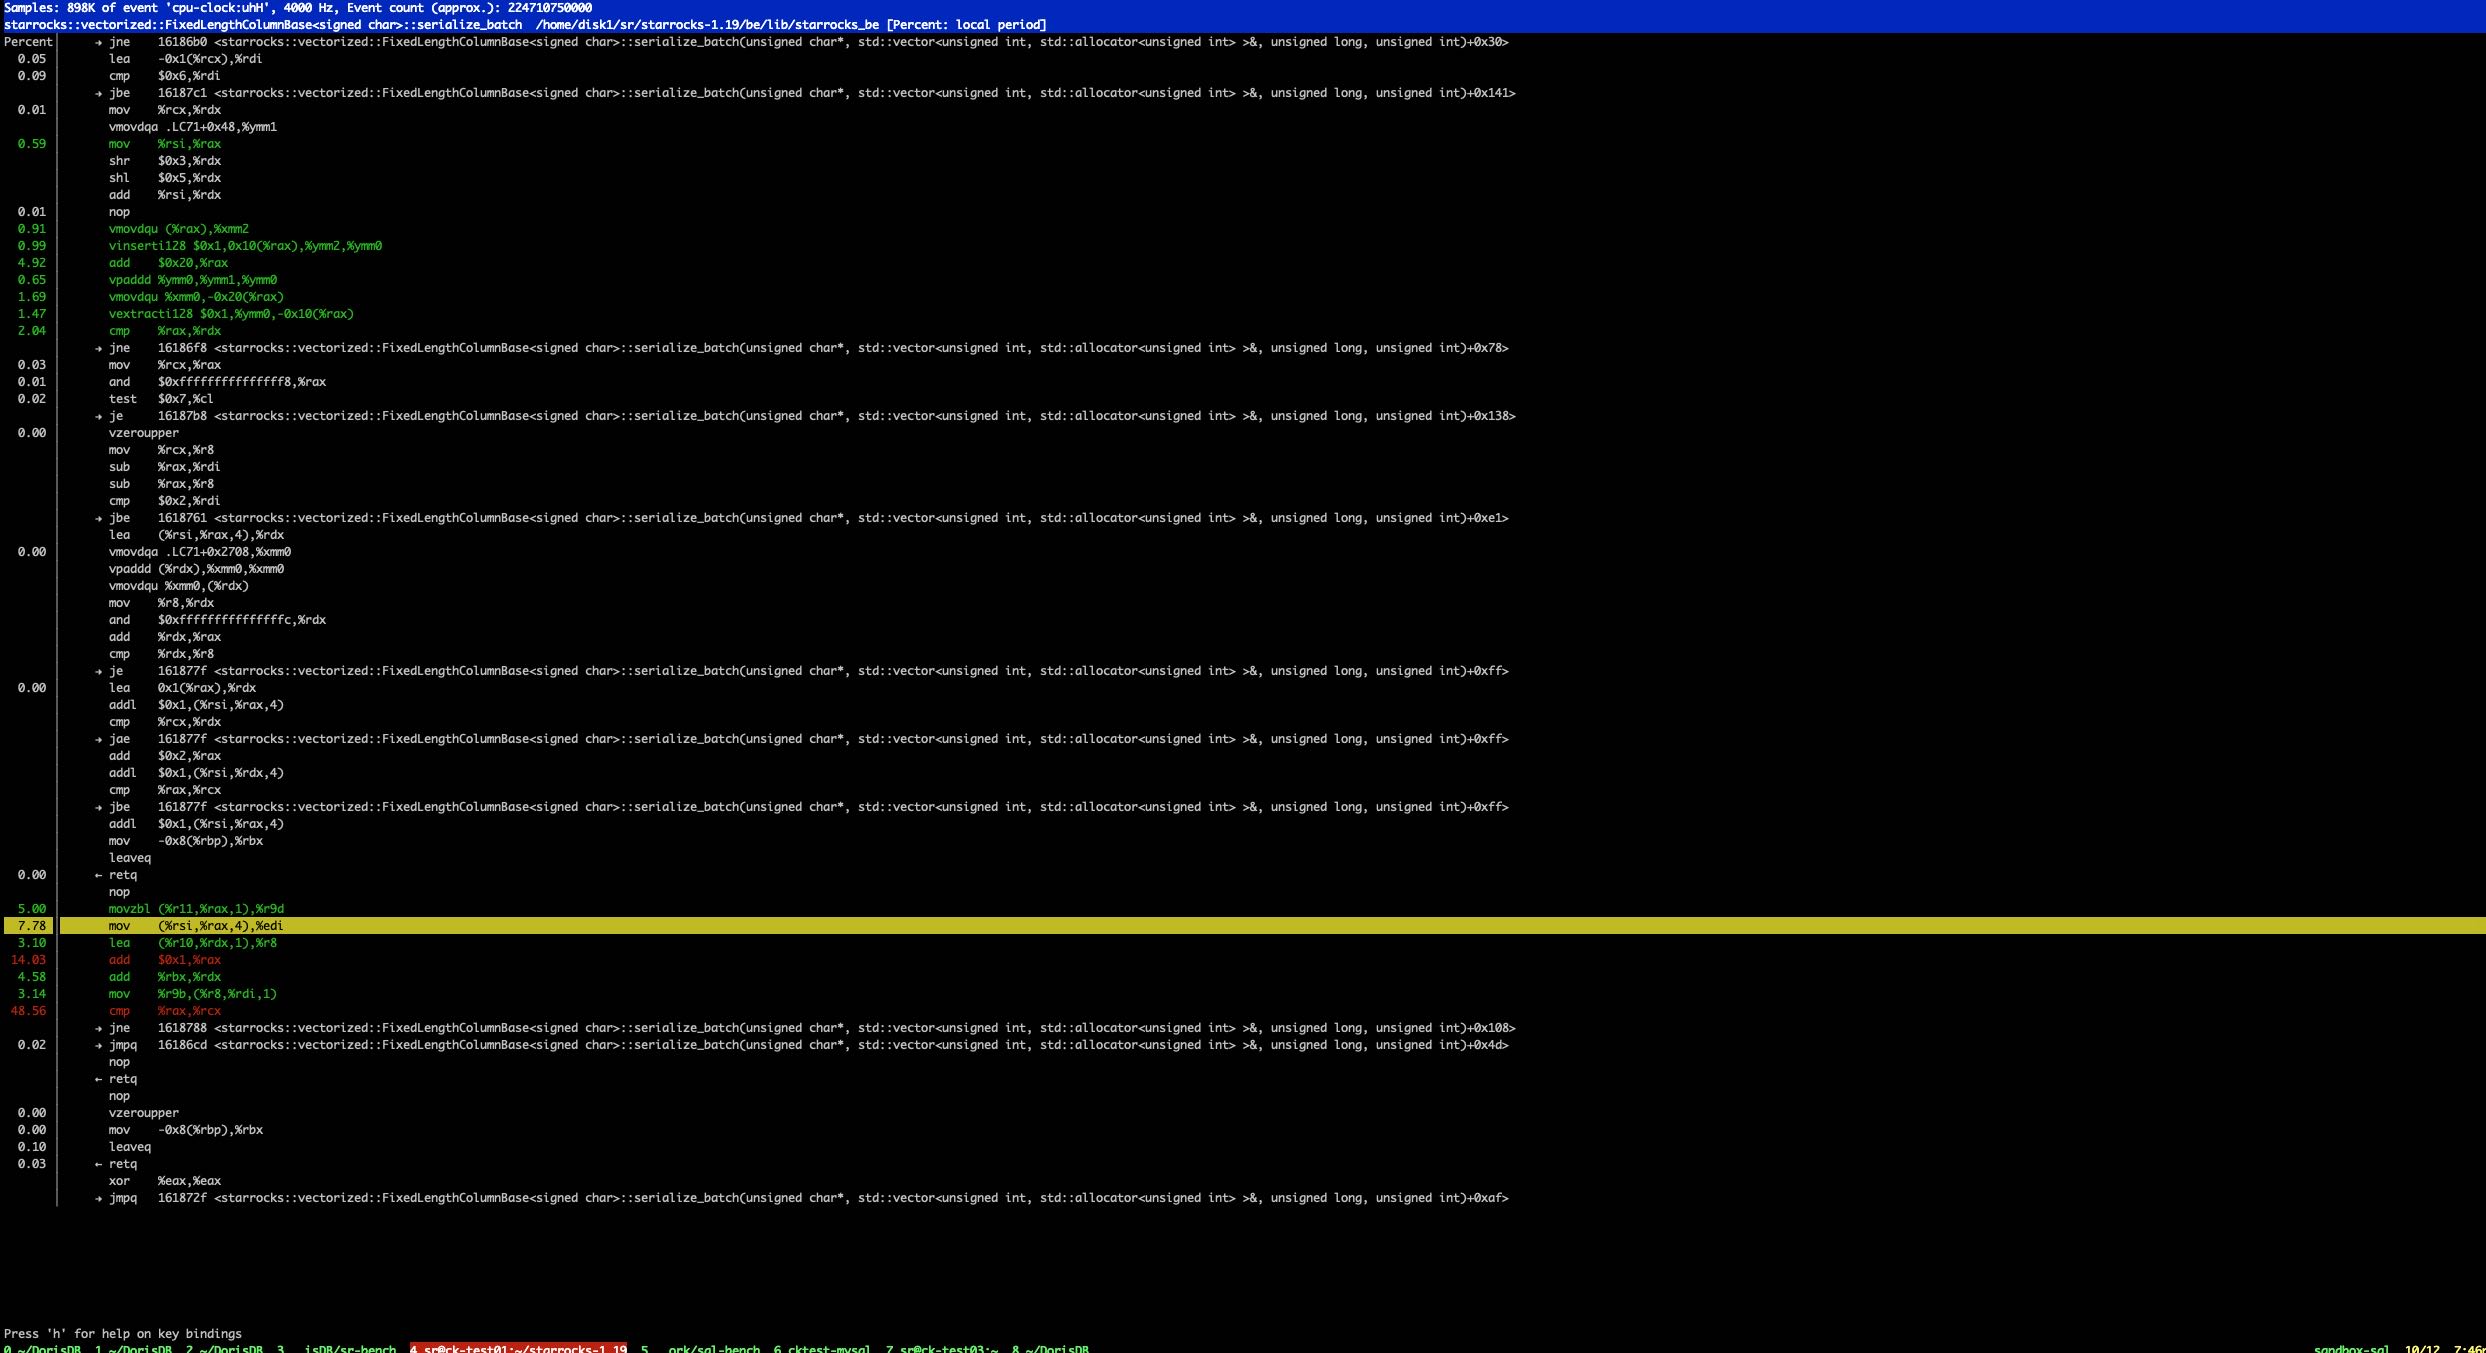 Samples: 898K of event 'cpu-clock:uhH', 4000 Hz, Event count (approx.): 224710750000
starrocks::vectorized::FixedLengthColumnBase<signed char>::serialize_batch /home/disk1/sr/starrocks-1.19/be/lib/starrocks_be [Percent: local period]
Percent → jne 16186b0 <starrocks::vectorized::FixedLengthColumnBase<signed char>::serialize_batch(unsigned char*, std::vector<unsigned int, std::allocator<unsigned int> >&, unsigned long, unsigned int)+0x30>
0.05 lea -0x1(%rcx),%rdi
0.09 cmp $0x6,%rdi
→ jbe 16187c1 <starrocks::vectorized::FixedLengthColumnBase<signed char>::serialize_batch(unsigned char*, std::vector<unsigned int, std::allocator<unsigned int> >&, unsigned long, unsigned int)+0x141>
0.01 mov %rcx,%rdx
vmovdqa .LC71+0x48,%ymm1
0.59 mov %rsi,%rax
shr $0x3,%rdx
shl $0x5,%rdx
add %rsi,%rdx
0.01 nop
0.91 vmovdqu (%rax),%xmm2
0.99 vinserti128 $0x1,0x10(%rax),%ymm2,%ymm0
4.92 add $0x20,%rax
0.65 vpaddd %ymm0,%ymm1,%ymm0
1.69 vmovdqu %xmm0,-0x20(%rax)
1.47 vextracti128 $0x1,%ymm0,-0x10(%rax)
2.04 cmp %rax,%rdx
→ jne 16186f8 <starrocks::vectorized::FixedLengthColumnBase<signed char>::serialize_batch(unsigned char*, std::vector<unsigned int, std::allocator<unsigned int> >&, unsigned long, unsigned int)+0x78>
0.03 mov %rcx,%rax
0.01 and $0xfffffffffffffff8,%rax
0.02 test $0x7,%cl
→ je 16187b8 <starrocks::vectorized::FixedLengthColumnBase<signed char>::serialize_batch(unsigned char*, std::vector<unsigned int, std::allocator<unsigned int> >&, unsigned long, unsigned int)+0x138>
0.00 vzeroupper
mov %rcx,%r8
sub %rax,%rdi
sub %rax,%r8
cmp $0x2,%rdi
→ jbe 1618761 <starrocks::vectorized::FixedLengthColumnBase<signed char>::serialize_batch(unsigned char*, std::vector<unsigned int, std::allocator<unsigned int> >&, unsigned long, unsigned int)+0xe1>
lea (%rsi,%rax,4),%rdx
0.00 vmovdqa .LC71+0x2708,%xmm0
vpaddd (%rdx),%xmm0,%xmm0
vmovdqu %xmm0,(%rdx)
mov %r8,%rdx
and $0xfffffffffffffffc,%rdx
add %rdx,%rax
cmp %rdx,%r8
→ je 161877f <starrocks::vectorized::FixedLengthColumnBase<signed char>::serialize_batch(unsigned char*, std::vector<unsigned int, std::allocator<unsigned int> >&, unsigned long, unsigned int)+0xff>
0.00 lea 0x1(%rax),%rdx
addl $0x1,(%rsi,%rax,4)
cmp %rcx,%rdx
→ jae 161877f <starrocks::vectorized::FixedLengthColumnBase<signed char>::serialize_batch(unsigned char*, std::vector<unsigned int, std::allocator<unsigned int> >&, unsigned long, unsigned int)+0xff>
add $0x2,%rax
addl $0x1,(%rsi,%rdx,4)
cmp %rax,%rcx
→ jbe 161877f <starrocks::vectorized::FixedLengthColumnBase<signed char>::serialize_batch(unsigned char*, std::vector<unsigned int, std::allocator<unsigned int> >&, unsigned long, unsigned int)+0xff>
addl $0x1,(%rsi,%rax,4)
mov -0x8(%rbp),%rbx
leaveq
0.00 ← retq
nop
5.00 movzbl (%r11,%rax,1),%r9d
7.78 mov (%rsi,%rax,4),%edi
3.10 lea (%r10,%rdx,1),%r8
14.03 add $0x1,%rax
4.58 add %rbx,%rdx
3.14 mov %r9b,(%r8,%rdi,1)
48.56 cmp %rax,%rcx
→ jne 1618788 <starrocks::vectorized::FixedLengthColumnBase<signed char>::serialize_batch(unsigned char*, std::vector<unsigned int, std::allocator<unsigned int> >&, unsigned long, unsigned int)+0x108>
0.02 → jmpq 16186cd <starrocks::vectorized::FixedLengthColumnBase<signed char>::serialize_batch(unsigned char*, std::vector<unsigned int, std::allocator<unsigned int> >&, unsigned long, unsigned int)+0x4d>
nop
← retq
nop
0.00 vzeroupper
0.00 mov -0x8(%rbp),%rbx
0.10 leaveq
0.03 ← retq
xor %eax,%eax
→ jmpq 161872f <starrocks::vectorized::FixedLengthColumnBase<signed char>::serialize_batch(unsigned char*, std::vector<unsigned int, std::allocator<unsigned int> >&, unsigned long, unsigned int)+0xaf>
Press 'h' for help on key bindings
0 ~/DorisDB 1 ~/DorisDB 2 ~/DorisDB 3 isDB/sr-bench 4 sr@ck-test01:~/starrocks-1.19 5 ork/sql-bench 6 cktest-mysql 7 sr@ck-test03:~ 8 ~/DorisDB sandbox-sql 10/12 7:46